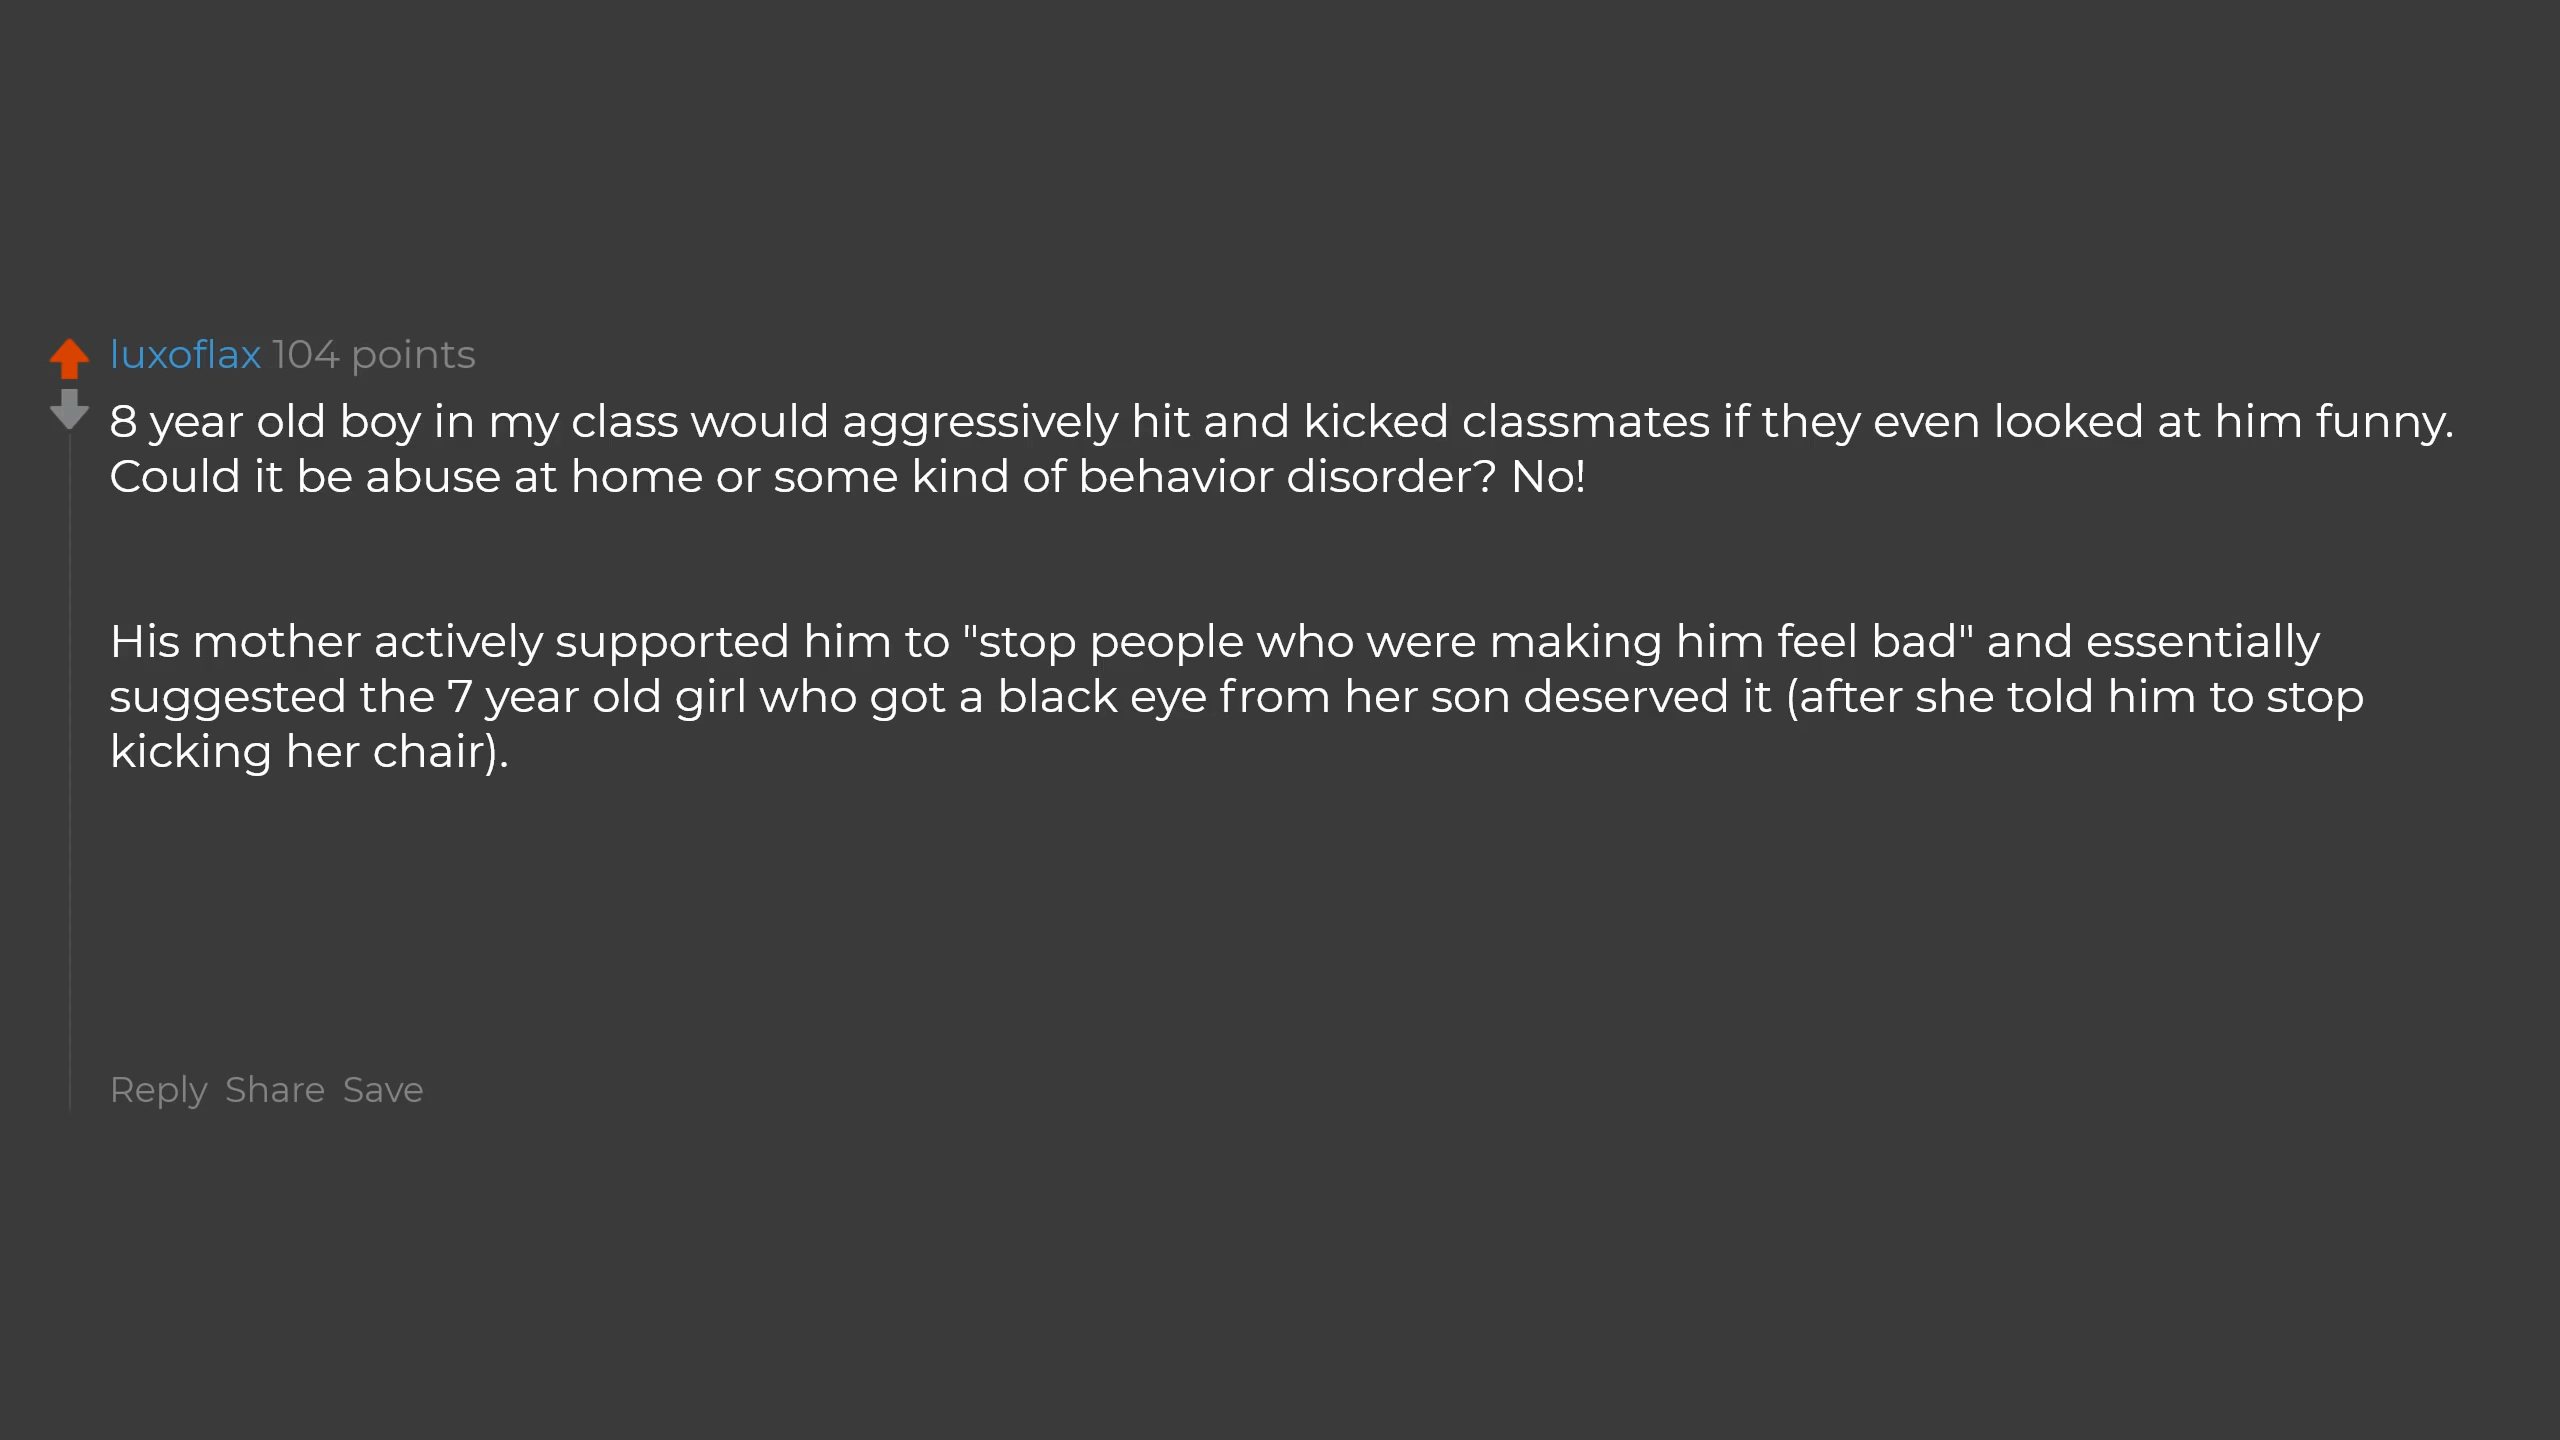 luxoflax 104 points
8 year old boy in my class would aggressively hit and kicked classmates if they even looked at him funny.
Could it be abuse at home or some kind of behavior disorder? No!
His mother actively supported him to "stop people who were making him feel bad" and essentially
suggested the 7 year old girl who got a black eye from her son deserved it (after she told him to stop
kicking her chair).
Reply Share Save